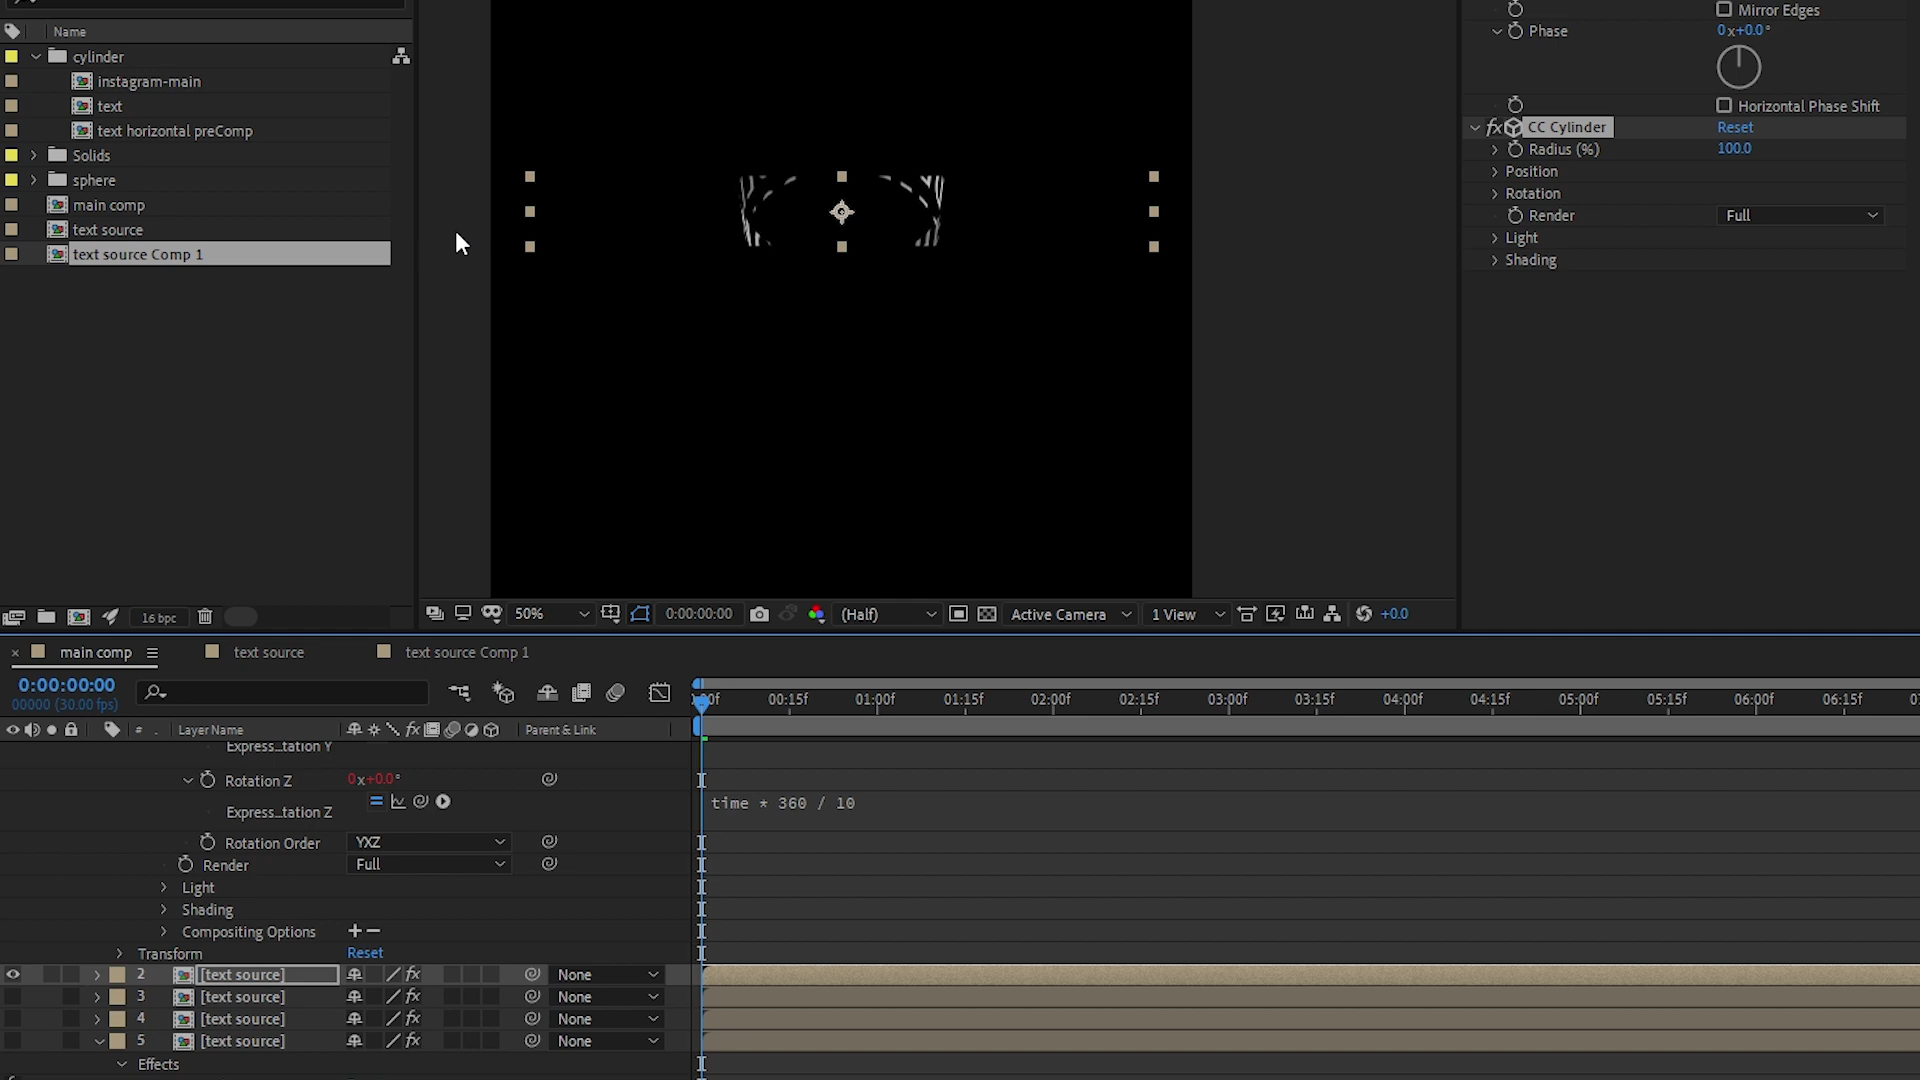 Name
cylinder
instagram-main
text
text horizontal preComp
Solids
sphere
main comp
text source
text source Comp 1
16 bpc
Mirror Edges
Phase
0x+0.0°
Horizontal Phase Shift
fx CC Cylinder Reset
Radius (%) 100.0
Position
Rotation
Render Full
Light
Shading
50% 0:00:00:00 (Half) Active Camera 1 View +0.0
× main comp text source text source Comp 1
0:00:00:00
00000 (30.00 fps)
00:15f 01:00f 01:15f 02:00f 02:15f 03:00f 03:15f 04:00f 04:15f 05:00f 05:15f 06:00f 06:15f
# . Layer Name fx Parent & Link
Express...tation Y
Rotation Z 0x+0.0°
Express...tation Z time * 360 / 10
Rotation Order YXZ
Render Full
Light
Shading
Compositing Options + −
Transform Reset
2 [text source] fx None
3 [text source] fx None
4 [text source] fx None
5 [text source] fx None
Effects